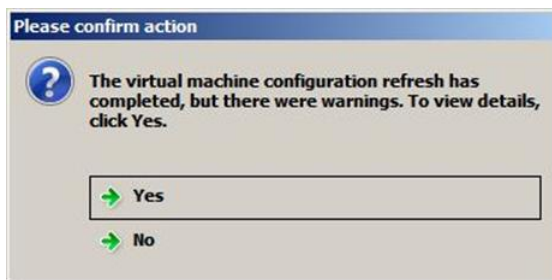 Please confirm action
The virtual machine configuration refresh has
completed, but there were warnings. To view details,
click Yes.
Yes
No